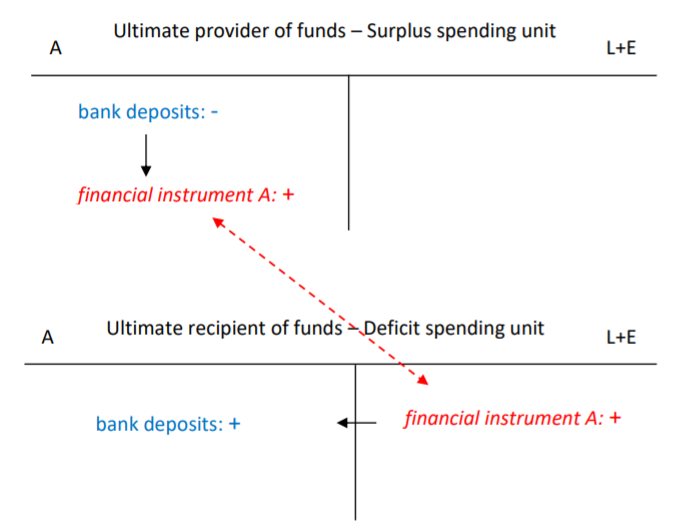 Ultimate provider of funds – Surplus spending unit
A
L+E
bank deposits: -
financial instrument A: +
Ultimate recipient of funds – Deficit spending unit
A
L+E
bank deposits: +
financial instrument A: +